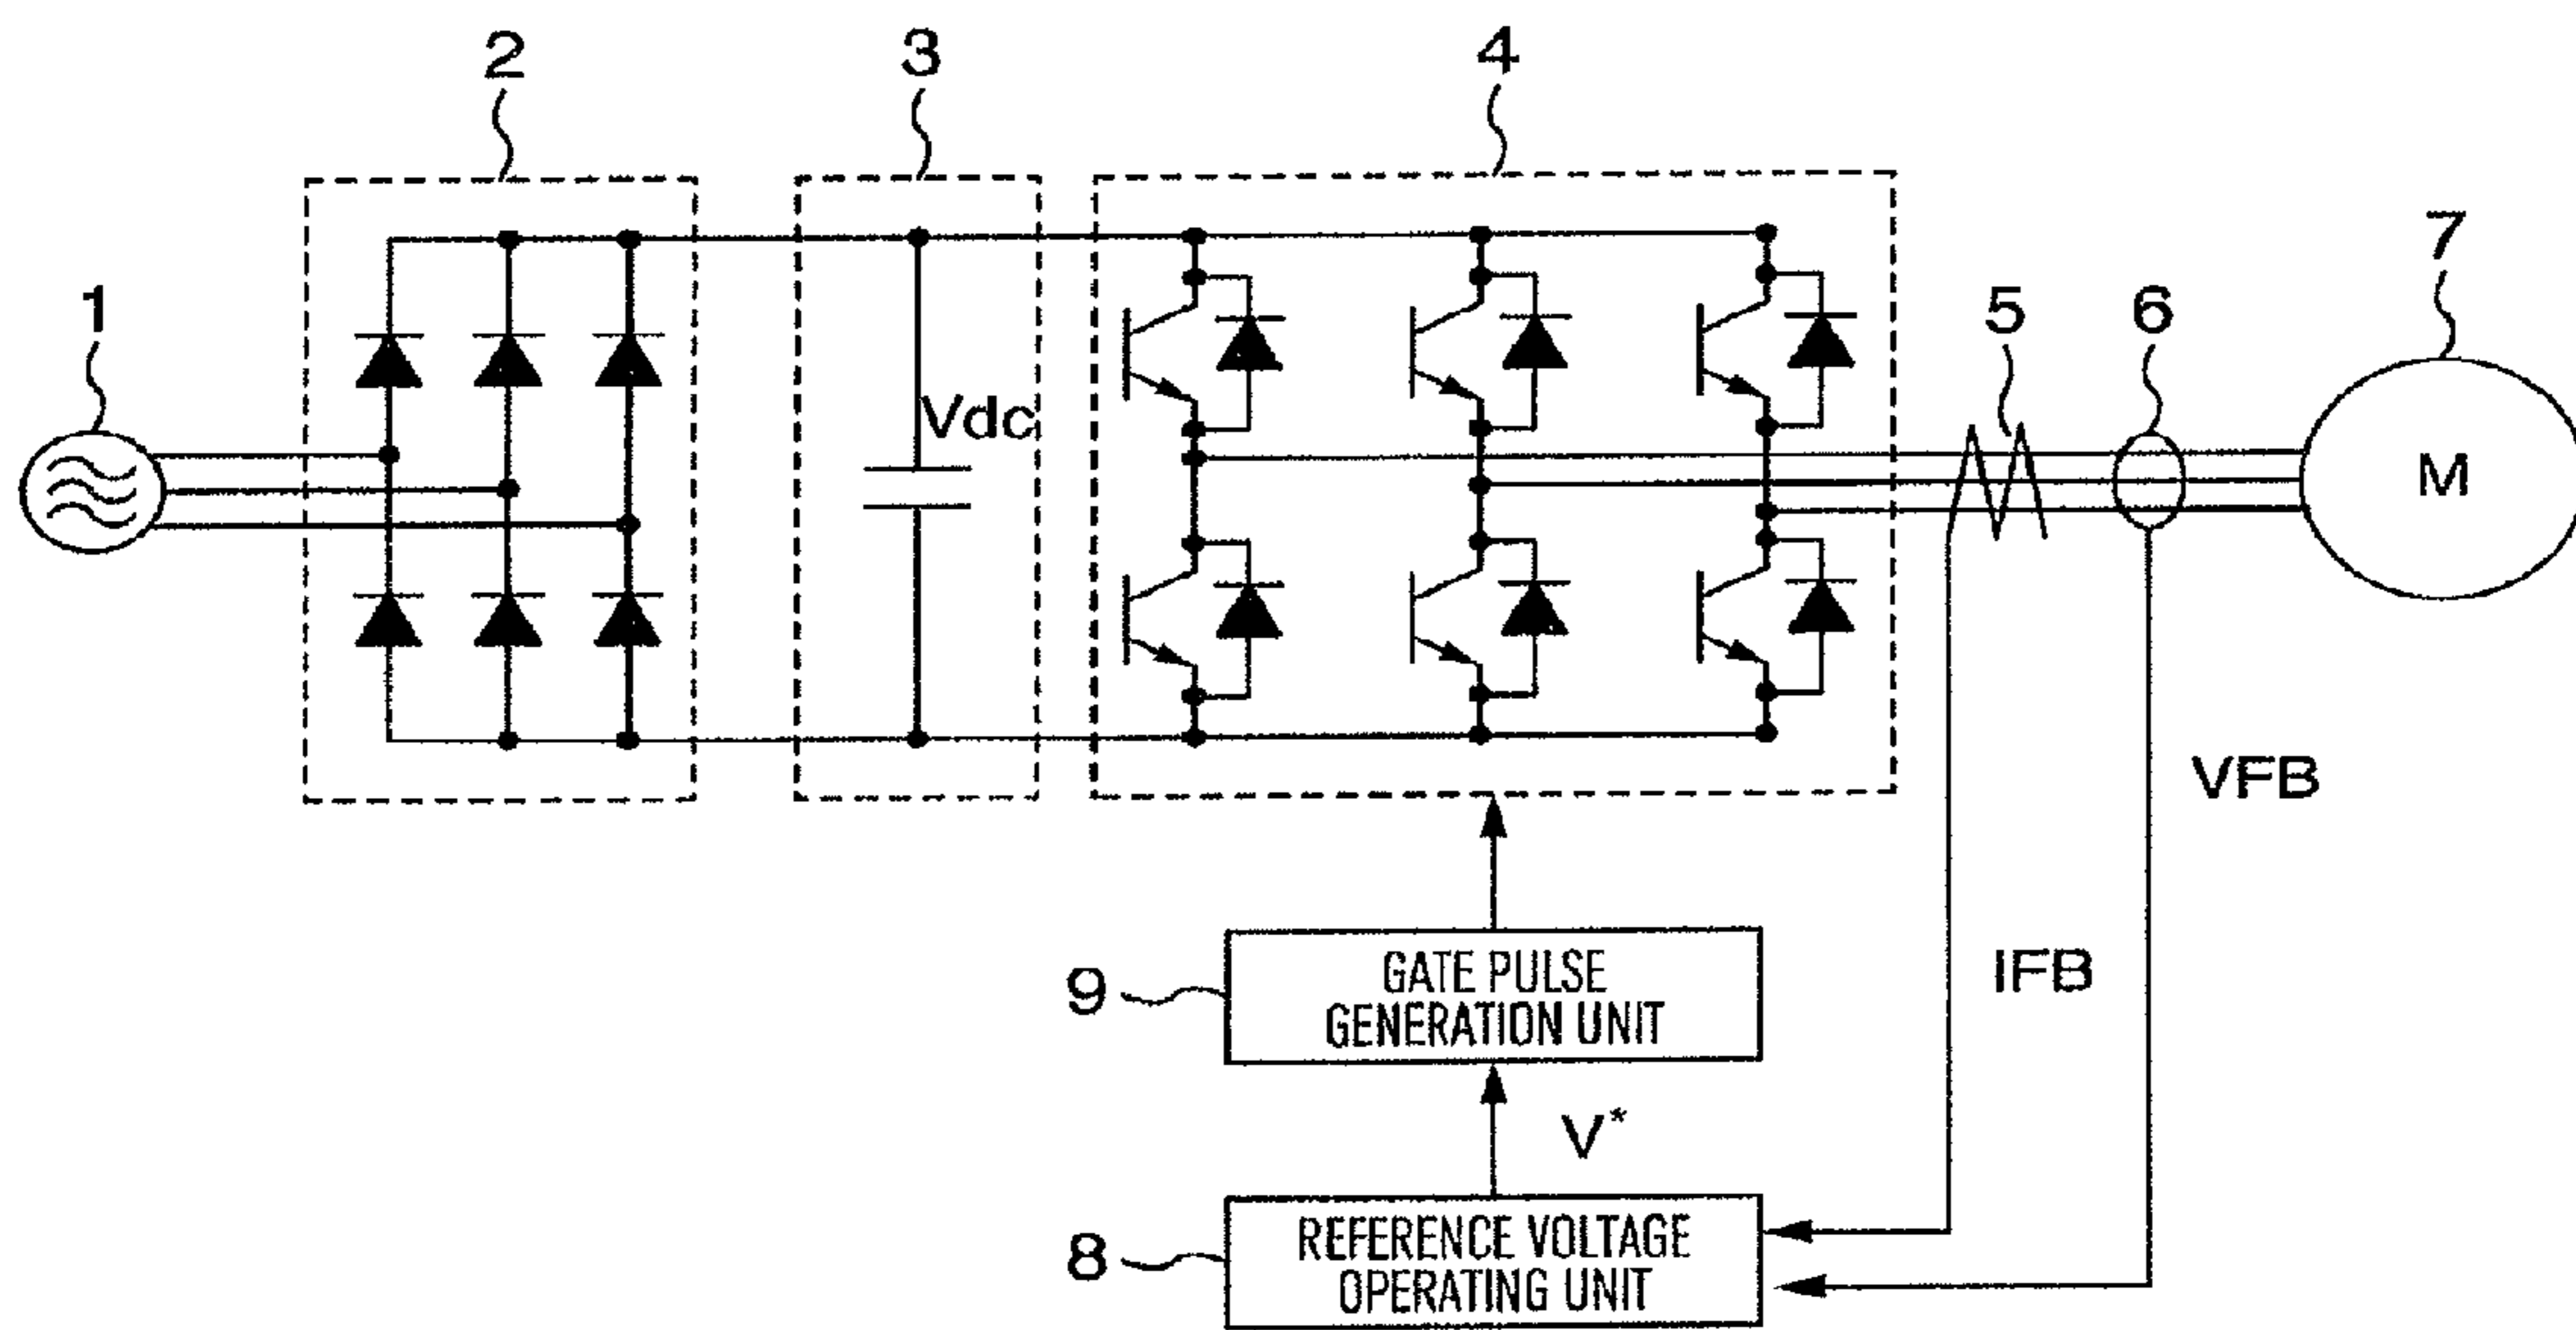 2
3
4
1
Vdc
5
6
7
M
VFB
9
GATE PULSE
GENERATION UNIT
IFB
V*
8
REFERENCE VOLTAGE
OPERATING UNIT